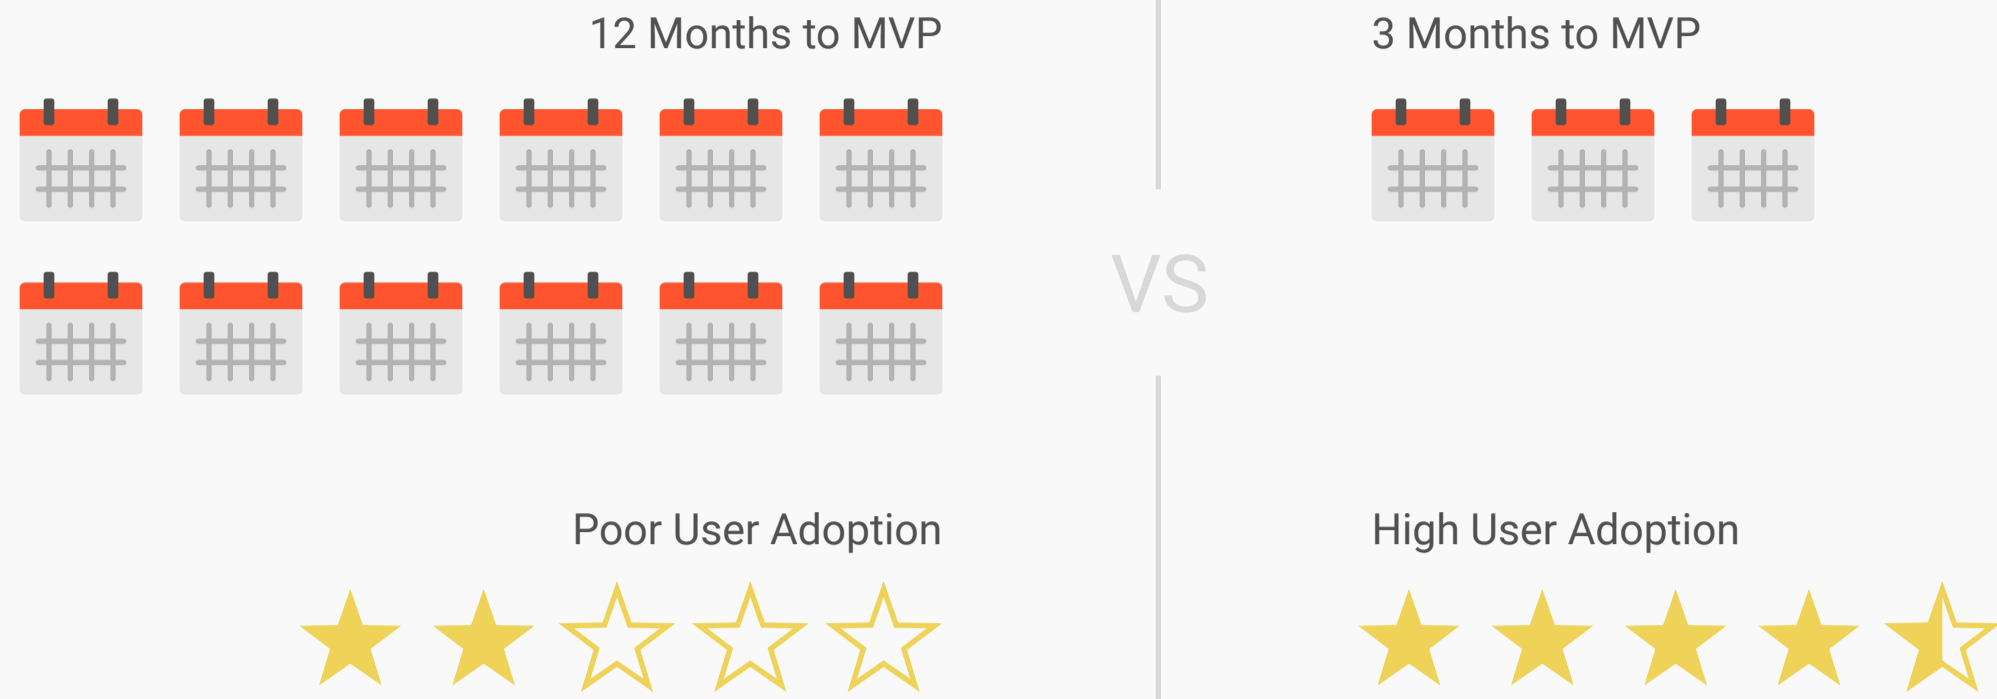 12 Months to MVP
VS
3 Months to MVP
Poor User Adoption
High User Adoption